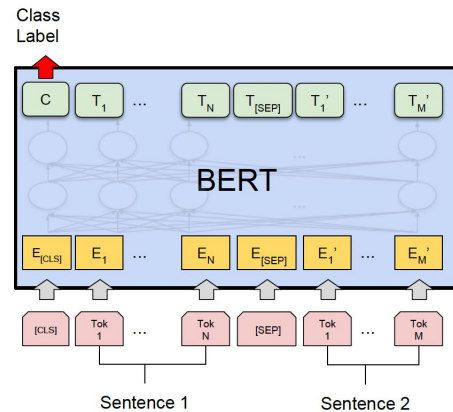 Class
Label
C T1 ... TN T[SEP] T1' ... TM'
...
BERT
...
E[CLS] E1 ... EN E[SEP] E1' ... EM'
[CLS] Tok 1 ... Tok N [SEP] Tok 1 ... Tok M
Sentence 1 Sentence 2